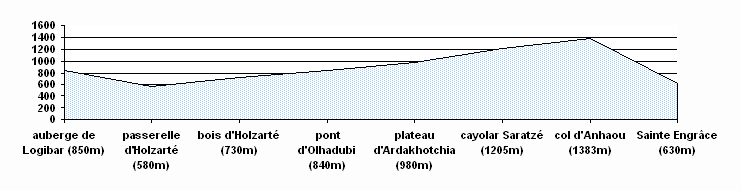 1600
1400
1200
1000
800
600
400
200
0
auberge de
Logibar (850m)
passerelle
d'Holzarté
(580m)
bois d'Holzarté
(730m)
pont
d'Olhadubi
(840m)
plateau
d'Ardakhotchia
(980m)
cayolar Saratzé
(1205m)
col d'Anhaou
(1383m)
Sainte Engrâce
(630m)